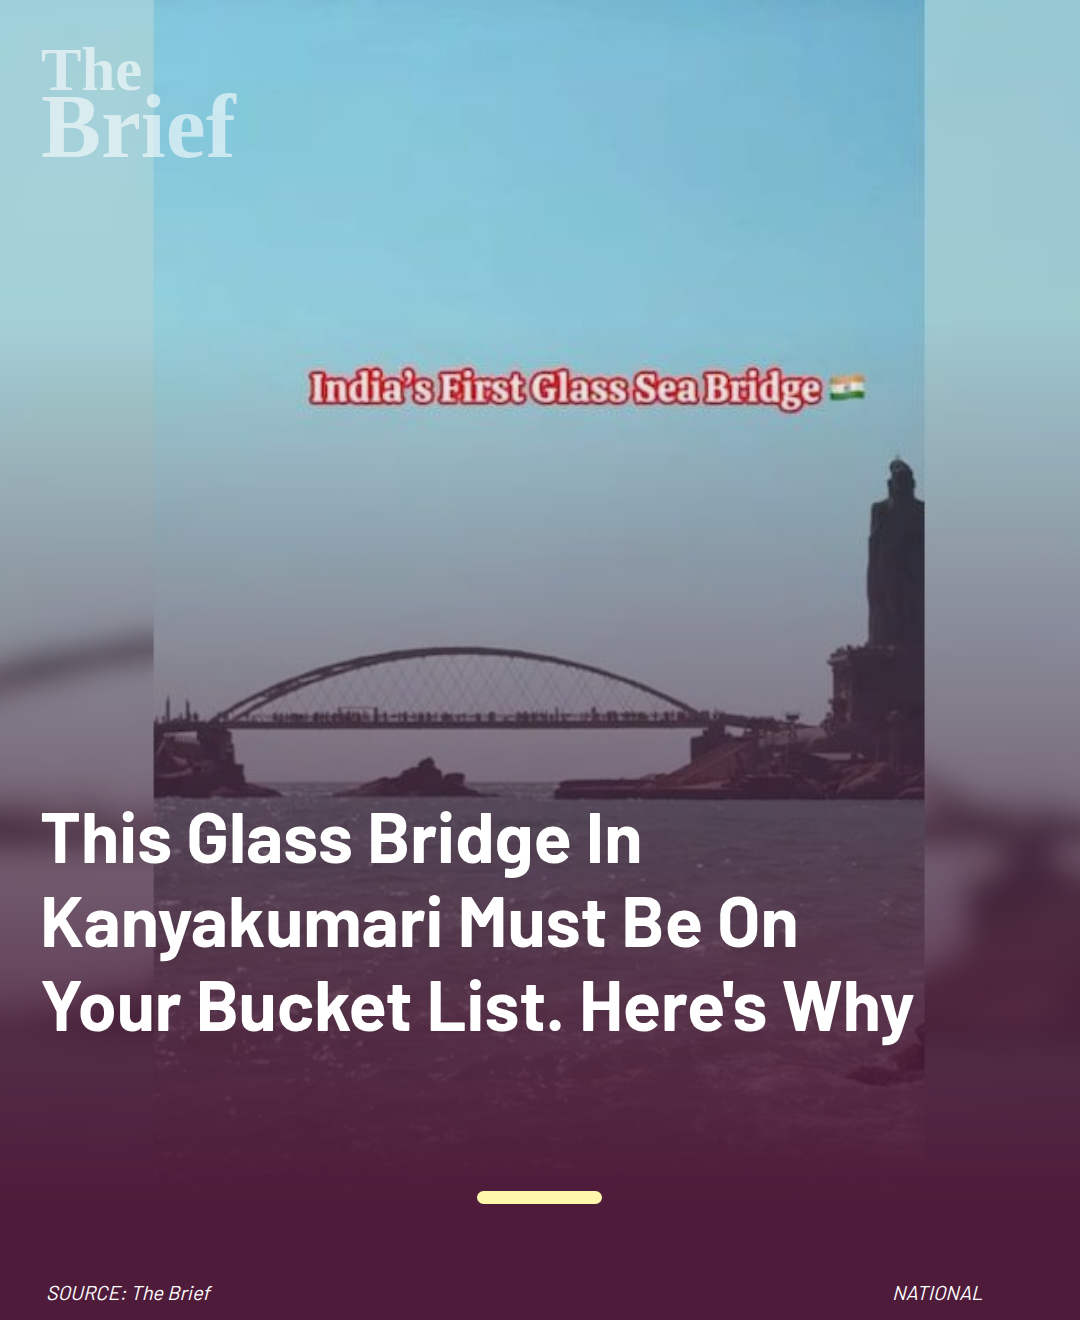 The
Brief
India’s First Glass Sea Bridge 🇮🇳
This Glass Bridge In
Kanyakumari Must Be On
Your Bucket List. Here's Why
SOURCE: The Brief
NATIONAL